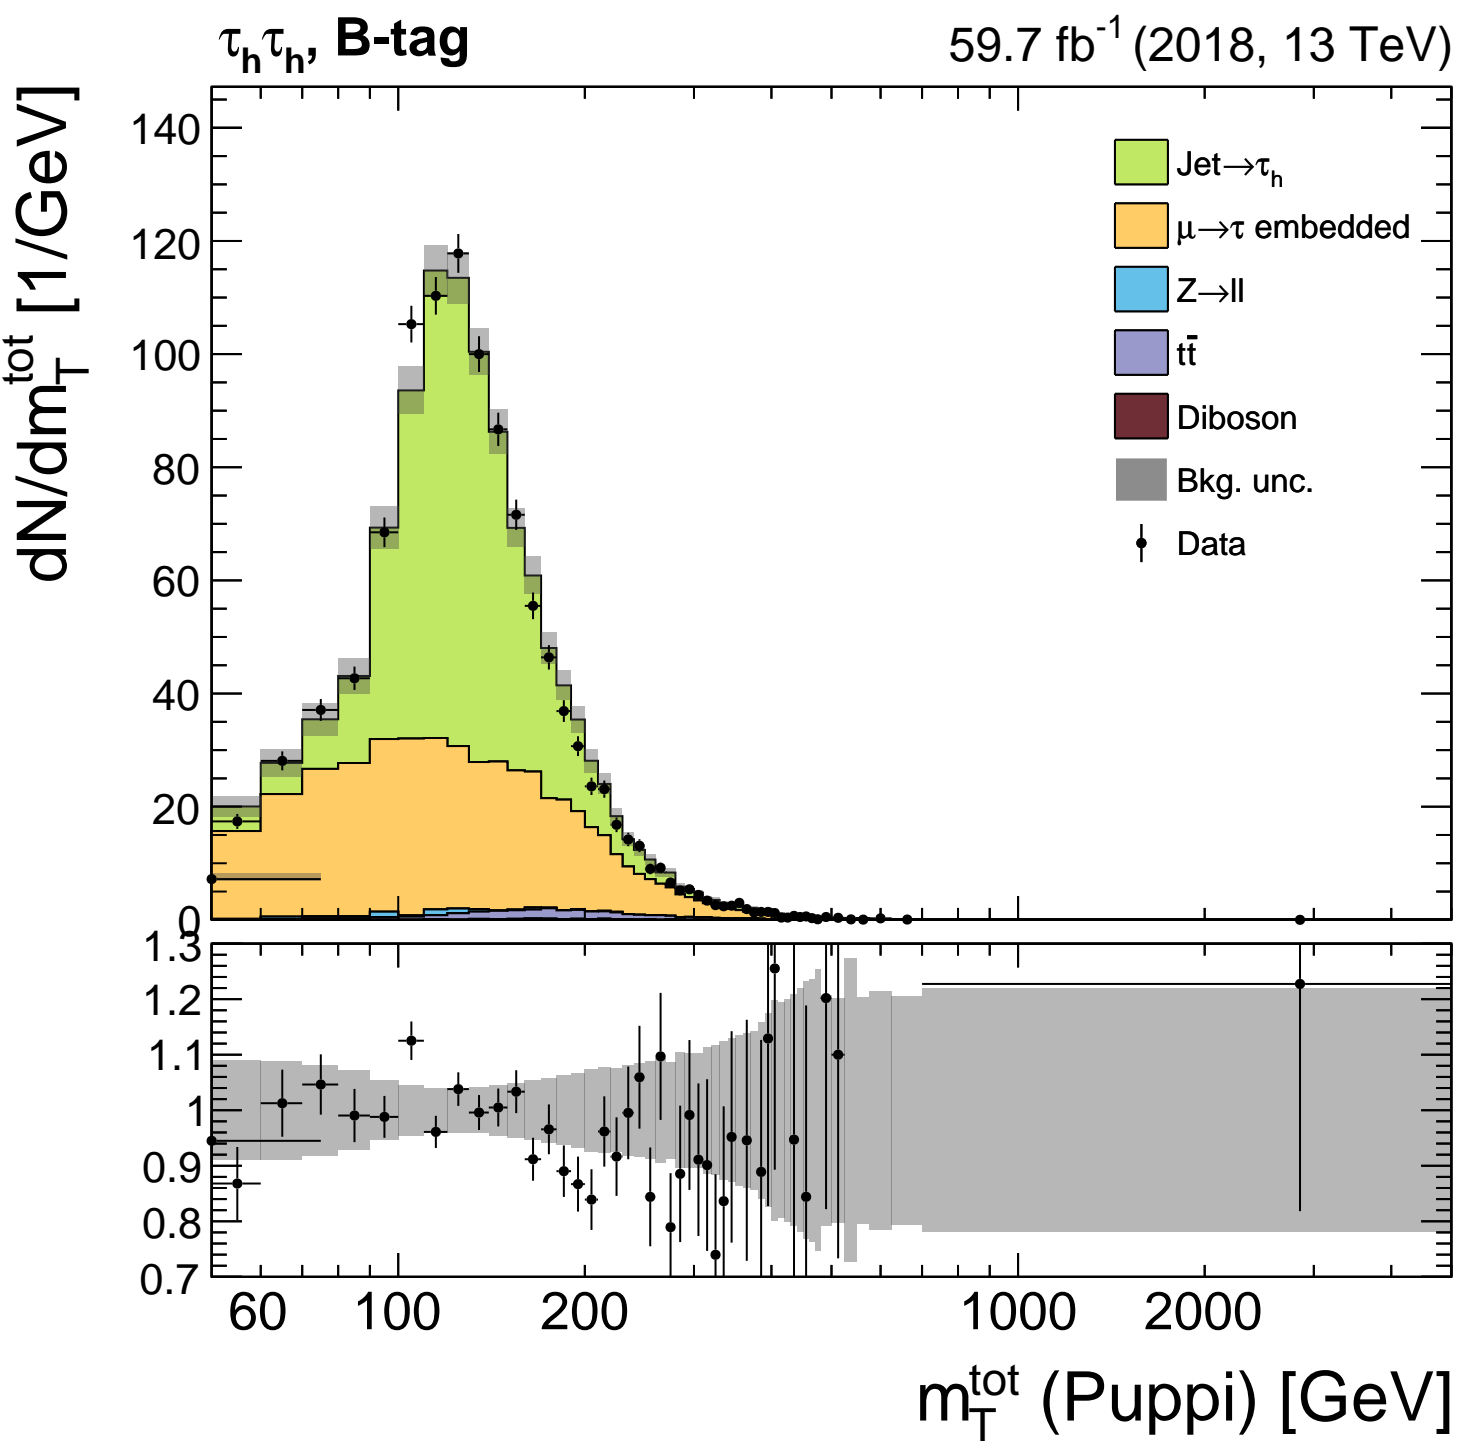 τhτh, B-tag
59.7 fb-1 (2018, 13 TeV)
dN/dmTtot [1/GeV]
140
120
100
80
60
40
20
0
Jet→τh
μ→τ embedded
Z→ll
tt̄
Diboson
Bkg. unc.
Data
1.3
1.2
1.1
1
0.9
0.8
0.7
60 100 200 1000 2000
mTtot (Puppi) [GeV]